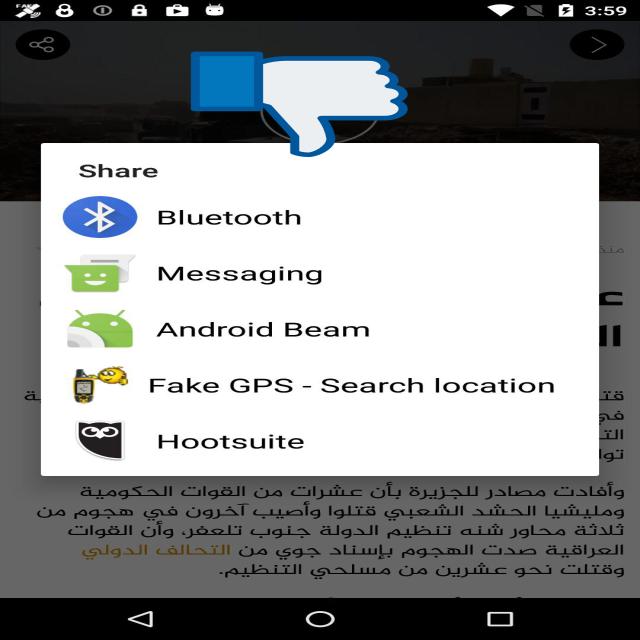 FAKE
3:59
Share
Bluetooth
Messaging
Android Beam
Fake GPS - Search location
Hootsuite
وأفادت مصادر للجزيرة بأن عشرات من القوات الحكومية
ومليشيا الحشد الشعبي قتلوا وأصيب آخرون في هجوم من
ثلاثة محاور شنه تنظيم الدولة جنوب تلعفر، وأن القوات
العراقية صدت الهجوم بإسناد جوي من التحالف الدولي
وقتلت نحو عشرين من مسلحي التنظيم.